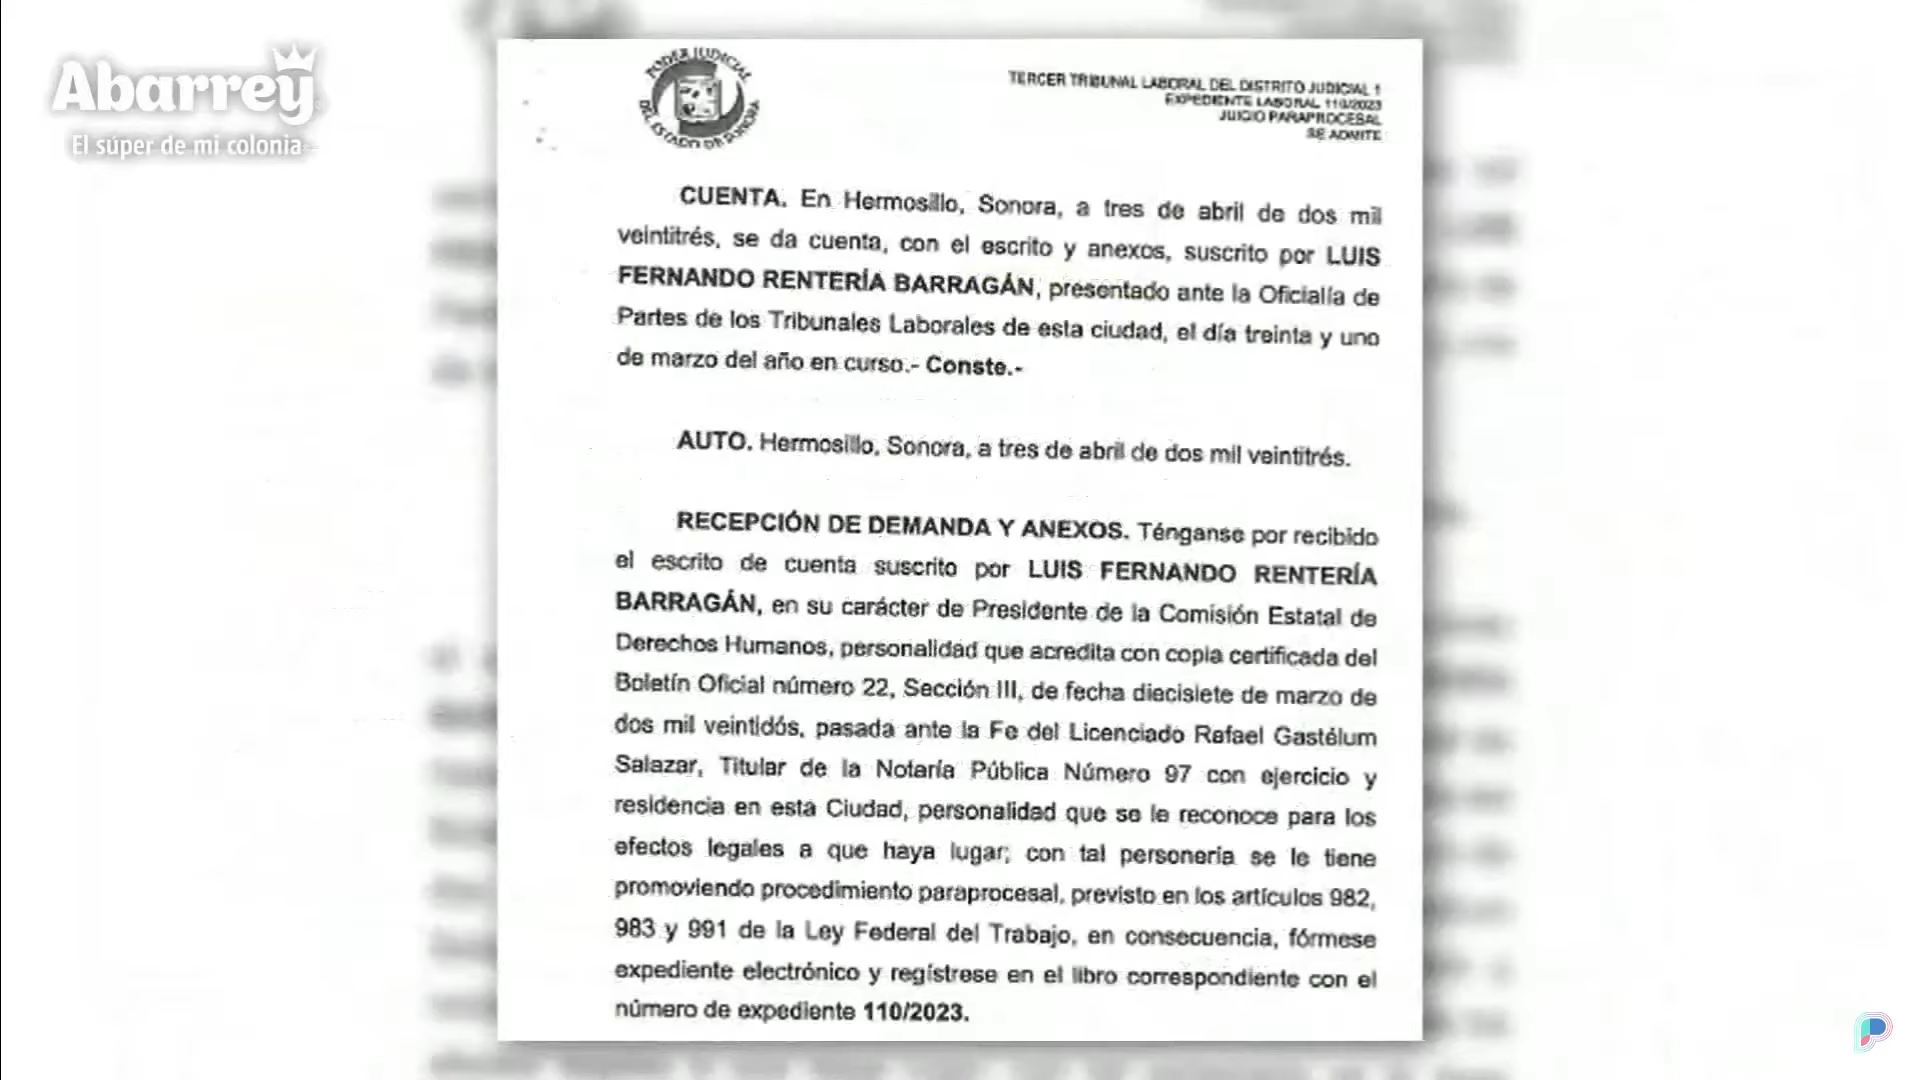 Abarrey
El súper de mi colonia
PODER JUDICIAL
DEL ESTADO DE SONORA
TERCER TRIBUNAL LABORAL DEL DISTRITO JUDICIAL 1
EXPEDIENTE LABORAL 110/2023
JUICIO PARAPROCESAL
SE ADMITE
CUENTA. En Hermosillo, Sonora, a tres de abril de dos mil
veintitrés, se da cuenta, con el escrito y anexos, suscrito por LUIS
FERNANDO RENTERÍA BARRAGÁN, presentado ante la Oficialía de
Partes de los Tribunales Laborales de esta ciudad, el día treinta y uno
de marzo del año en curso.- Conste.-
AUTO. Hermosillo, Sonora, a tres de abril de dos mil veintitrés.
RECEPCIÓN DE DEMANDA Y ANEXOS. Ténganse por recibido
el escrito de cuenta suscrito por LUIS FERNANDO RENTERÍA
BARRAGÁN, en su carácter de Presidente de la Comisión Estatal de
Derechos Humanos, personalidad que acredita con copia certificada del
Boletín Oficial número 22, Sección III, de fecha diecisiete de marzo de
dos mil veintidós, pasada ante la Fe del Licenciado Rafael Gastélum
Salazar, Titular de la Notaría Pública Número 97 con ejercicio y
residencia en esta Ciudad, personalidad que se le reconoce para los
efectos legales a que haya lugar; con tal personería se le tiene
promoviendo procedimiento paraprocesal, previsto en los artículos 982,
983 y 991 de la Ley Federal del Trabajo, en consecuencia, fórmese
expediente electrónico y regístrese en el libro correspondiente con el
número de expediente 110/2023.